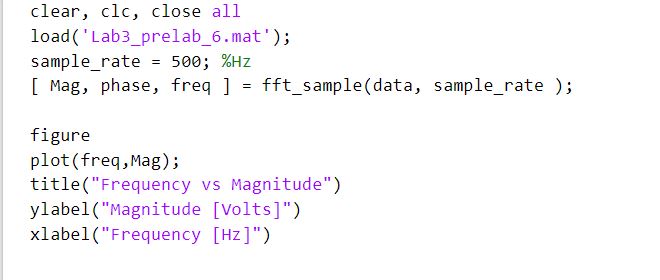 clear, clc, close all
load('Lab3_prelab_6.mat');
sample_rate = 500; %Hz
[ Mag, phase, freq ] = fft_sample(data, sample_rate );
figure
plot(freq,Mag);
title("Frequency vs Magnitude")
ylabel("Magnitude [Volts]")
xlabel("Frequency [Hz]")